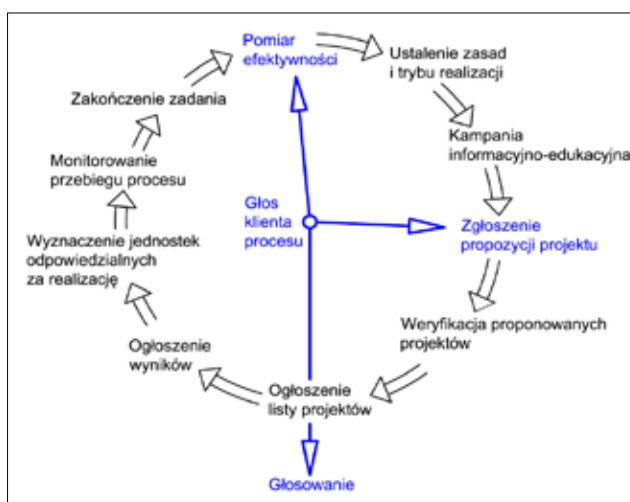 Pomiar
efektywności
Ustalenie zasad
i trybu realizacji
Kampania
informacyjno-edukacyjna
Zgłoszenie
propozycji projektu
Weryfikacja proponowanych
projektów
Ogłoszenie
listy projektów
Głosowanie
Ogłoszenie
wyników
Wyznaczenie jednostek
odpowiedzialnych
za realizację
Monitorowanie
przebiegu procesu
Zakończenie zadania
Głos
klienta
procesu